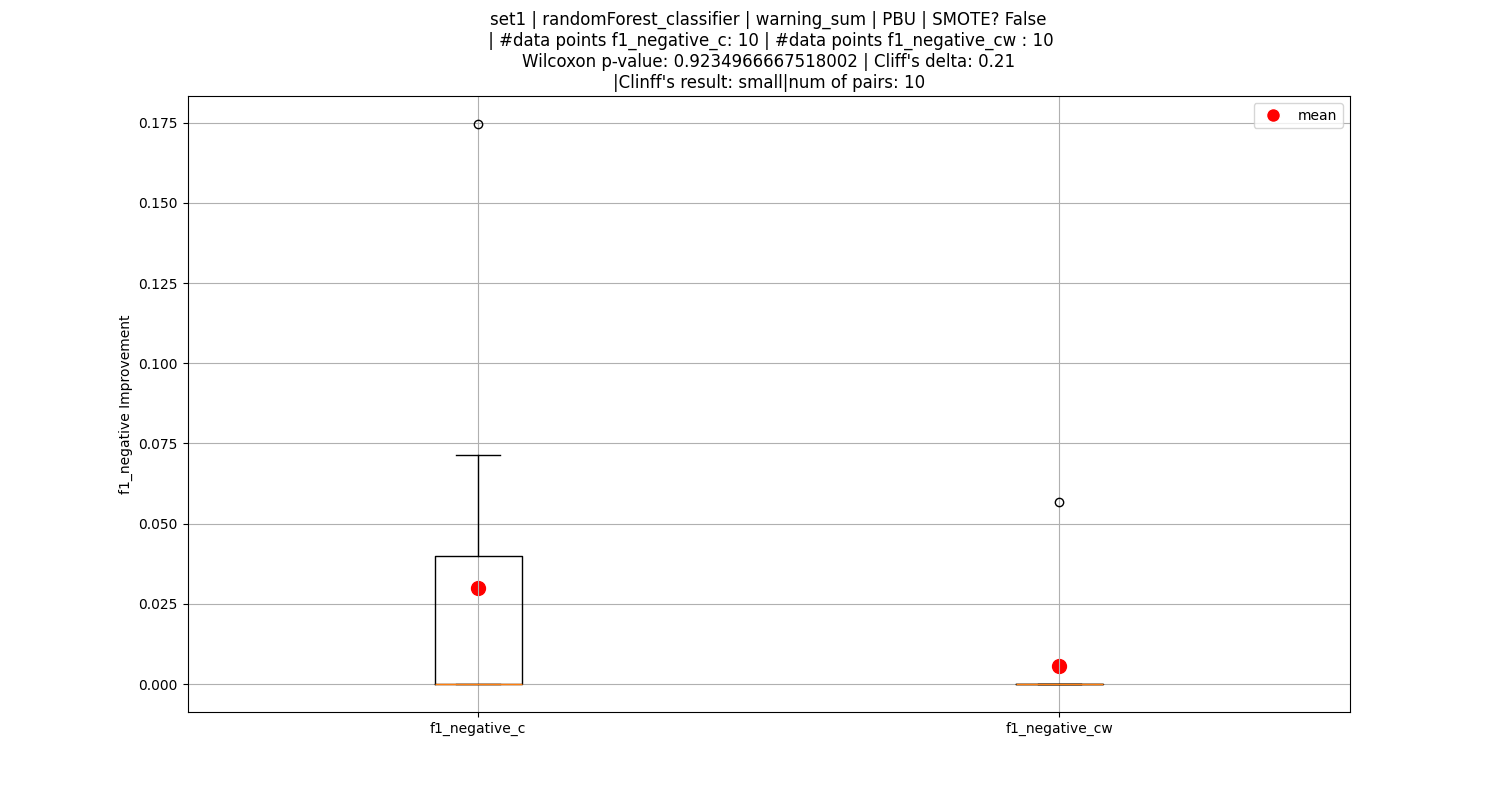 set1 | randomForest_classifier | warning_sum | PBU | SMOTE? False
| #data points f1_negative_c: 10 | #data points f1_negative_cw : 10
Wilcoxon p-value: 0.9234966667518002 | Cliff's delta: 0.21
|Clinff's result: small|num of pairs: 10
mean
0.175
0.150
0.125
0.100
0.075
0.050
0.025
0.000
f1_negative Improvement
f1_negative_c
f1_negative_cw